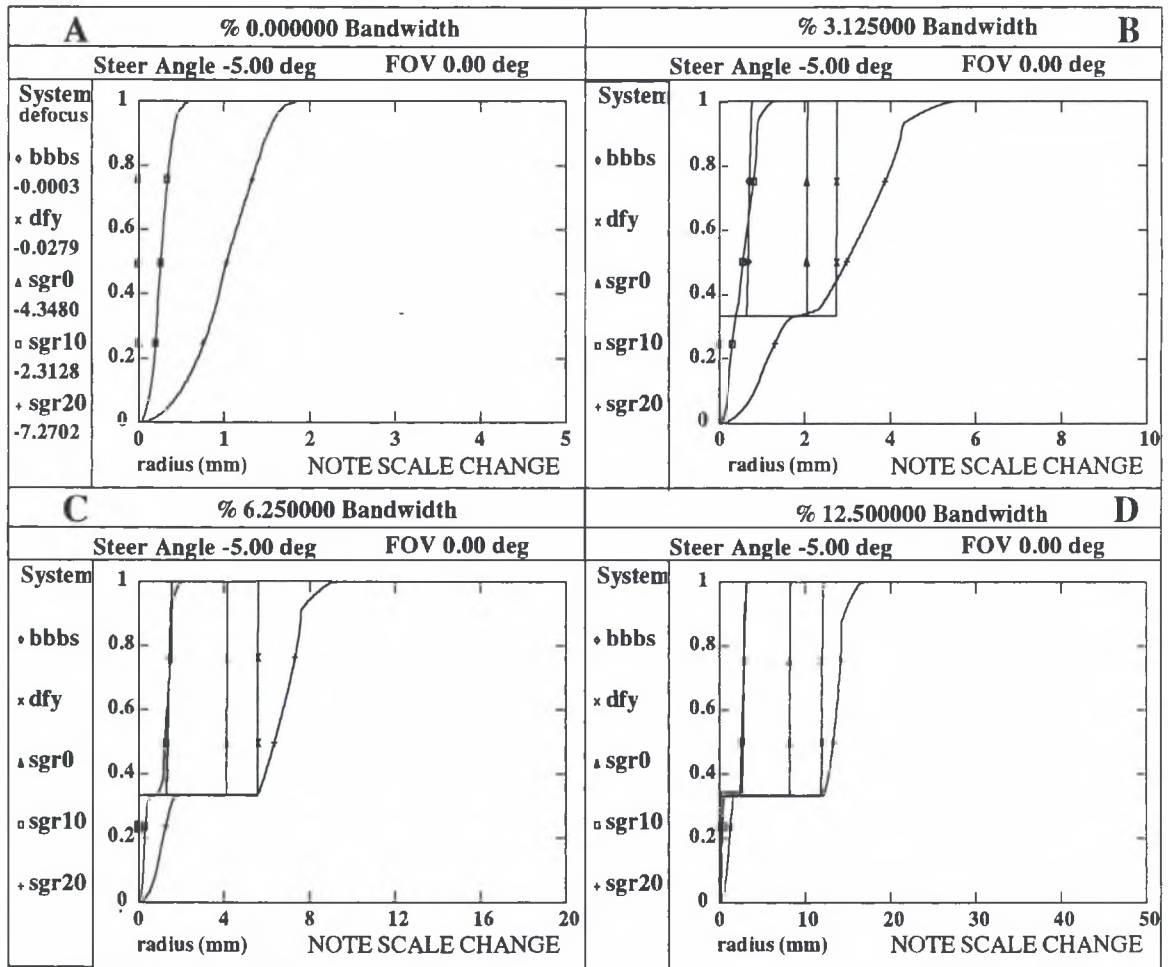 A % 0.000000 Bandwidth
Steer Angle -5.00 deg FOV 0.00 deg
System
defocus
bbbs
-0.0003
x dfy
-0.0279
sgr0
-4.3480
sgr10
-2.3128
+ sgr20
-7.2702
1
0.8
0.6
0.4
0.2
0
0 1 2 3 4 5
radius (mm) NOTE SCALE CHANGE
% 3.125000 Bandwidth B
Steer Angle -5.00 deg FOV 0.00 deg
System
bbbs
x dfy
sgr0
sgr10
+ sgr20
1
0.8
0.6
0.4
0.2
0
0 2 4 6 8 10
radius (mm) NOTE SCALE CHANGE
C % 6.250000 Bandwidth
Steer Angle -5.00 deg FOV 0.00 deg
System
bbbs
x dfy
sgr0
sgr10
+ sgr20
1
0.8
0.6
0.4
0.2
0
0 4 8 12 16 20
radius (mm) NOTE SCALE CHANGE
% 12.500000 Bandwidth D
Steer Angle -5.00 deg FOV 0.00 deg
System
bbbs
x dfy
sgr0
sgr10
+ sgr20
1
0.8
0.6
0.4
0.2
0
0 10 20 30 40 50
radius (mm) NOTE SCALE CHANGE